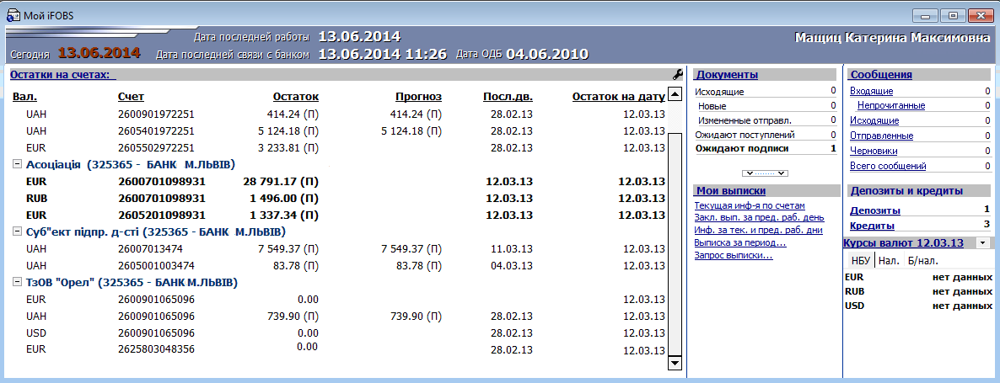 Мой iFOBS
Дата последней работы 13.06.2014
Мащиц Катерина Максимовна
Сегодня 13.06.2014 Дата последней связи с банком 13.06.2014 11:26 Дата ОДБ 04.06.2010
Остатки на счетах:
Вал. Счет Остаток Прогноз Посл.дв. Остаток на дату
UAH 2600901972251 414.24 (П) 414.24 (П) 28.02.13 12.03.13
UAH 2605401972251 5 124.18 (П) 5 124.18 (П) 28.02.13 12.03.13
EUR 2605502972251 3 233.81 (П) 28.02.13 12.03.13
Асоціація (325365 - БАНК М.ЛЬВІВ)
EUR 2600701098931 28 791.17 (П) 12.03.13 12.03.13
RUB 2600701098931 1 496.00 (П) 12.03.13 12.03.13
EUR 2605201098931 1 337.34 (П) 12.03.13 12.03.13
Суб"ект підпр. д-сті (325365 - БАНК М.ЛЬВІВ)
UAH 26007013474 7 549.37 (П) 7 549.37 (П) 11.03.13 12.03.13
UAH 2605001003474 83.78 (П) 83.78 (П) 04.03.13 12.03.13
ТзОВ "Орел" (325365 - БАНК М.ЛЬВІВ)
EUR 2600901065096 0.00 12.03.13
UAH 2600901065096 739.90 (П) 739.90 (П) 28.02.13 12.03.13
USD 2600901065096 0.00 28.02.13 12.03.13
EUR 2625803048356 0.00 28.02.13 12.03.13
Документы
Исходящие 0
Новые 0
Измененные отправл. 0
Ожидают поступлений 0
Ожидают подписи 1
Мои выписки
Текущая инф-я по счетам
Закл. вып. за пред. раб. день
Инф. за тек. и пред. раб. дни
Выписка за период...
Запрос выписки...
Сообщения
Входящие 0
Непрочитанные 0
Исходящие 0
Отправленные 0
Черновики 0
Всего сообщений 0
Депозиты и кредиты
Депозиты 1
Кредиты 3
Курсы валют 12.03.13
НБУ Нал. Б/нал.
EUR нет данных
RUB нет данных
USD нет данных